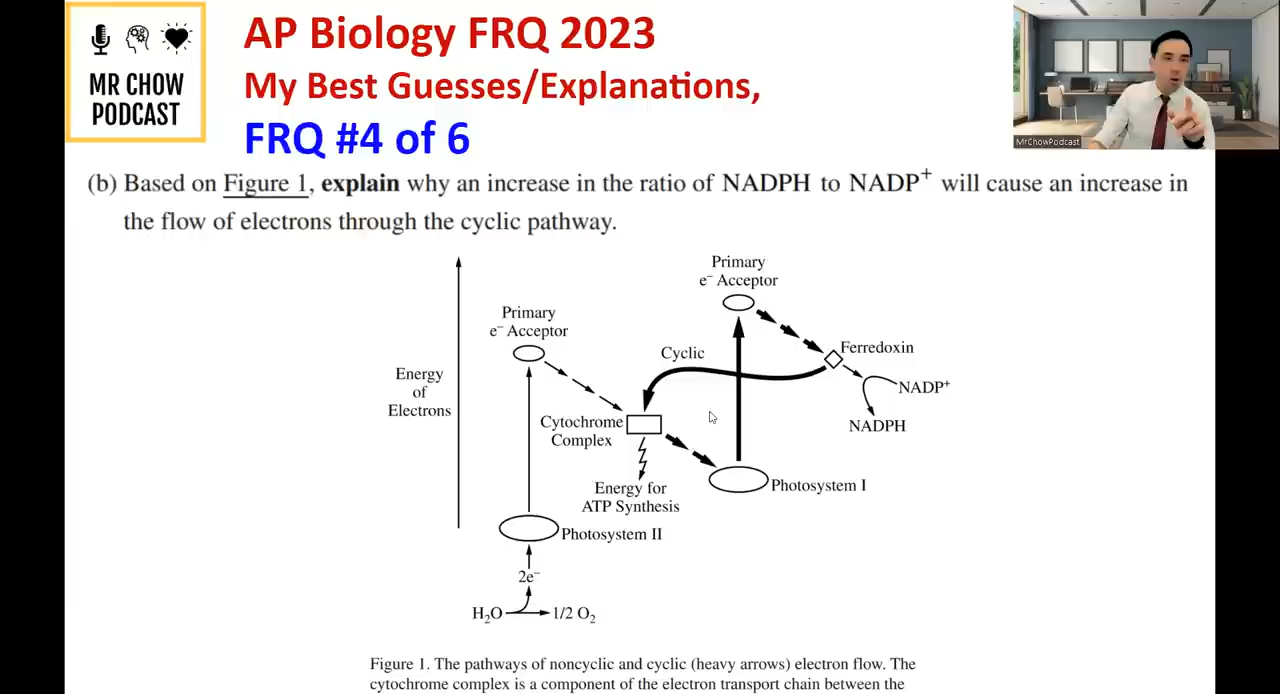 MR CHOW
PODCAST
AP Biology FRQ 2023
My Best Guesses/Explanations,
FRQ #4 of 6
MrChowPodcast
(b) Based on Figure 1, explain why an increase in the ratio of NADPH to NADP⁺ will cause an increase in
the flow of electrons through the cyclic pathway.
Primary
e⁻ Acceptor
Primary
e⁻ Acceptor
Cyclic
Ferredoxin
Energy
of
Electrons
NADP⁺
Cytochrome
Complex
NADPH
Energy for
ATP Synthesis
Photosystem I
Photosystem II
2e⁻
H₂O
1/2 O₂
Figure 1. The pathways of noncyclic and cyclic (heavy arrows) electron flow. The
cytochrome complex is a component of the electron transport chain between the